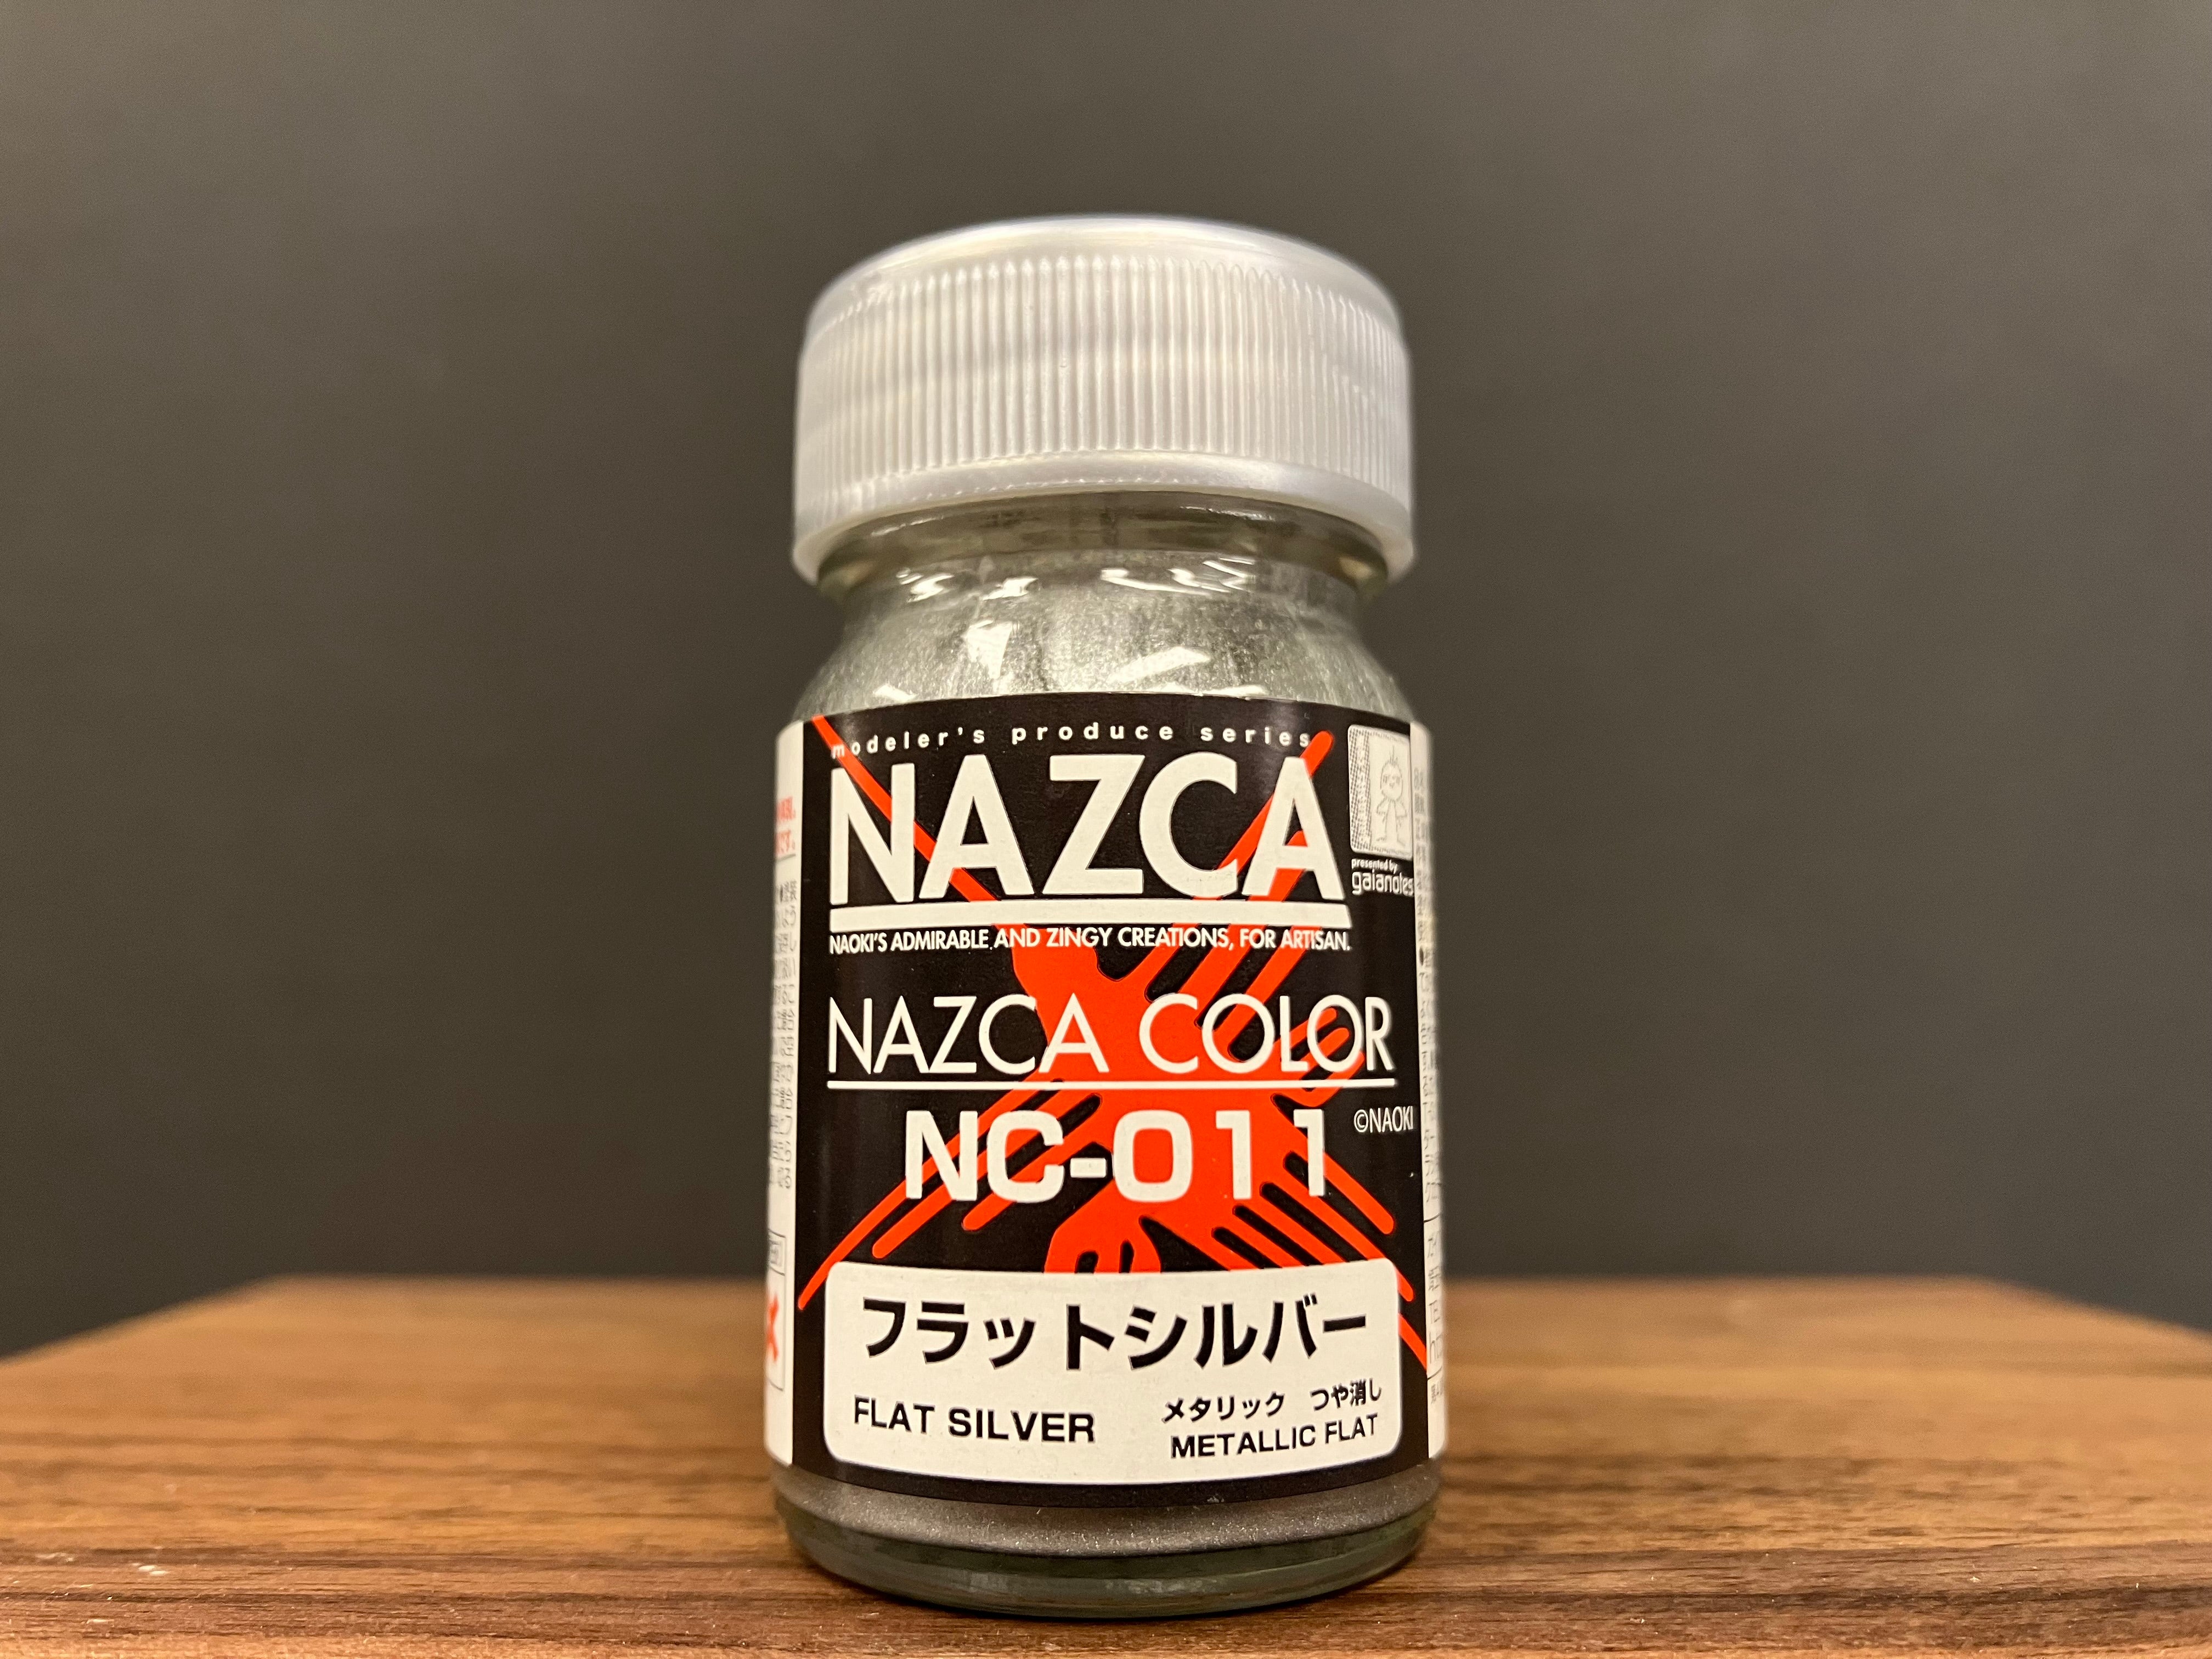 modeler's produce series
NAZCA
presented by
gaianotes
NAOKI'S ADMIRABLE AND ZINGY CREATIONS, FOR ARTISAN.
NAZCA COLOR
NC-011
©NAOKI
フラットシルバー
FLAT SILVER
メタリック つや消し
METALLIC FLAT